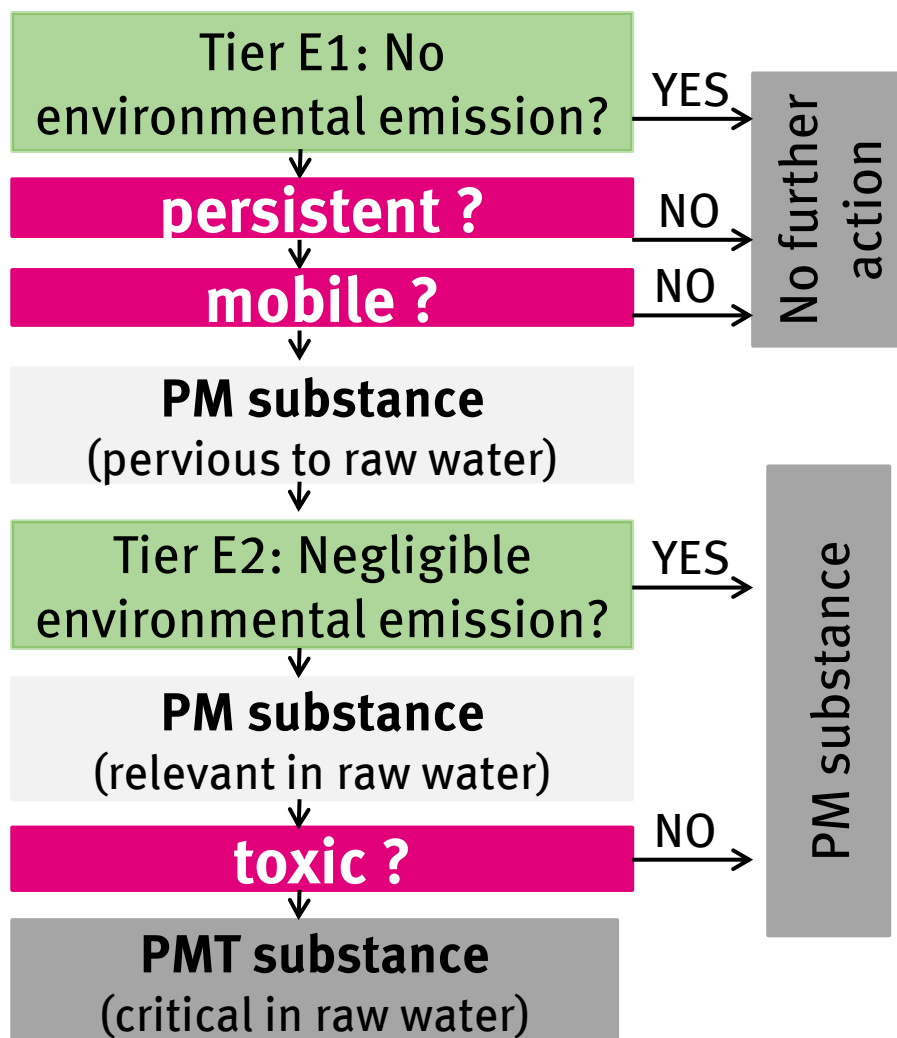 Tier E1: No
environmental emission?
YES
No further
action
persistent ?
NO
mobile ?
NO
PM substance
(pervious to raw water)
Tier E2: Negligible
environmental emission?
YES
PM substance
PM substance
(relevant in raw water)
toxic ?
NO
PMT substance
(critical in raw water)